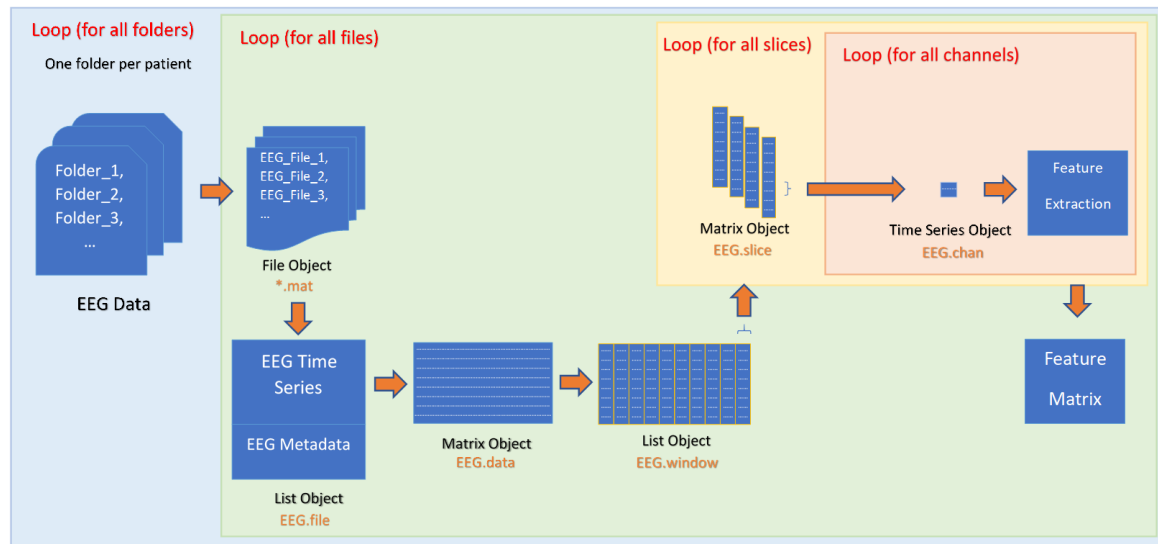 Loop (for all folders)
One folder per patient
Folder_1,
Folder_2,
Folder_3,
...
EEG Data
Loop (for all files)
EEG_File_1,
EEG_File_2,
EEG_File_3,
...
File Object
*.mat
EEG Time
Series
EEG Metadata
List Object
EEG.file
Matrix Object
EEG.data
List Object
EEG.window
Loop (for all slices)
Matrix Object
EEG.slice
Loop (for all channels)
Time Series Object
EEG.chan
Feature
Extraction
Feature
Matrix